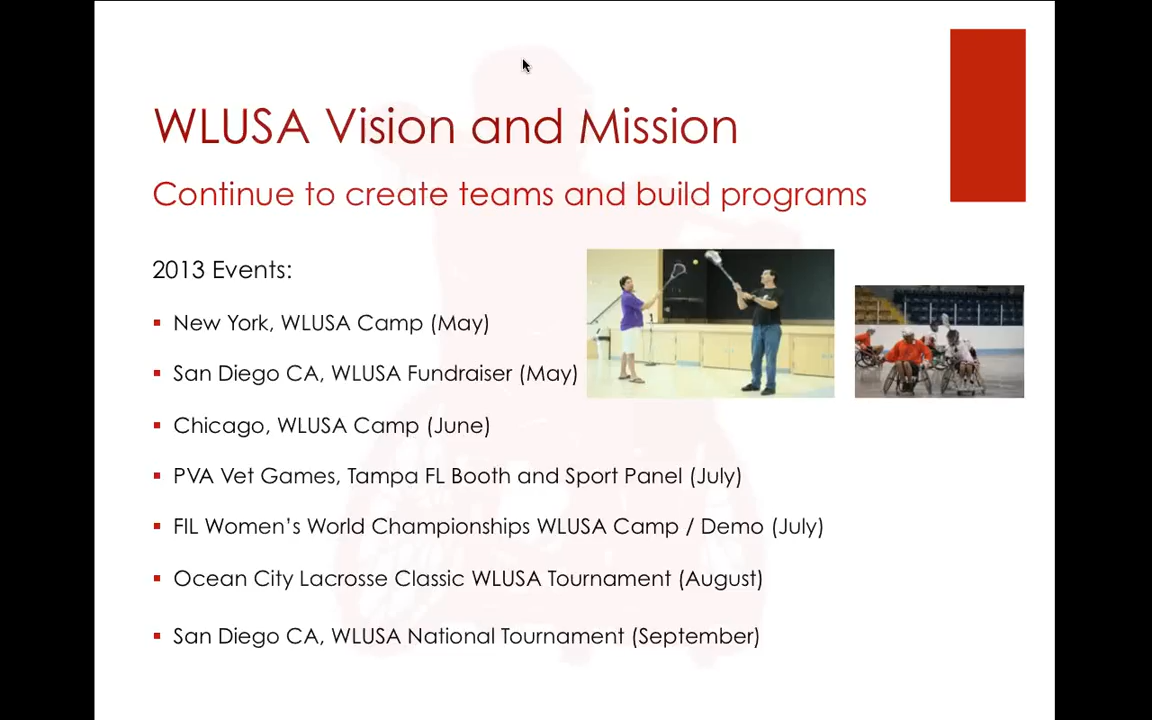 WLUSA Vision and Mission
Continue to create teams and build programs
2013 Events:
▪ New York, WLUSA Camp (May)
▪ San Diego CA, WLUSA Fundraiser (May)
▪ Chicago, WLUSA Camp (June)
▪ PVA Vet Games, Tampa FL Booth and Sport Panel (July)
▪ FIL Women’s World Championships WLUSA Camp / Demo (July)
▪ Ocean City Lacrosse Classic WLUSA Tournament (August)
▪ San Diego CA, WLUSA National Tournament (September)